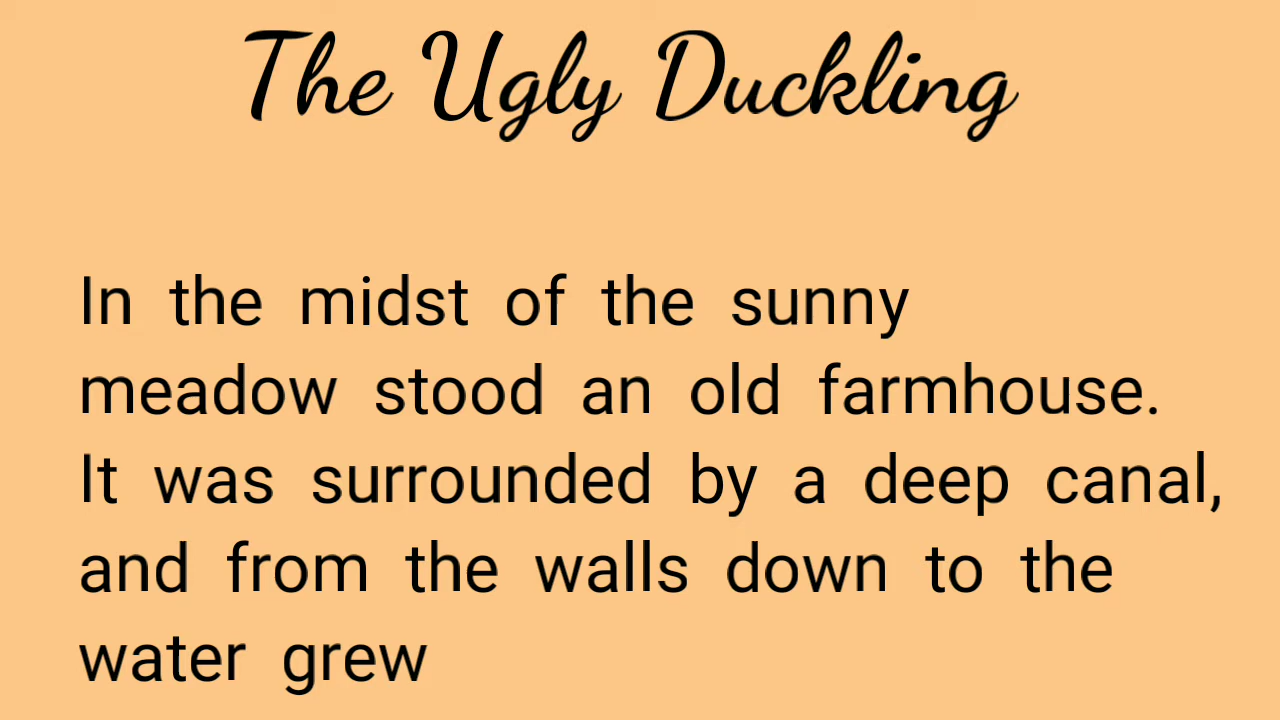 The Ugly Duckling
In the midst of the sunny
meadow stood an old farmhouse.
It was surrounded by a deep canal,
and from the walls down to the
water grew